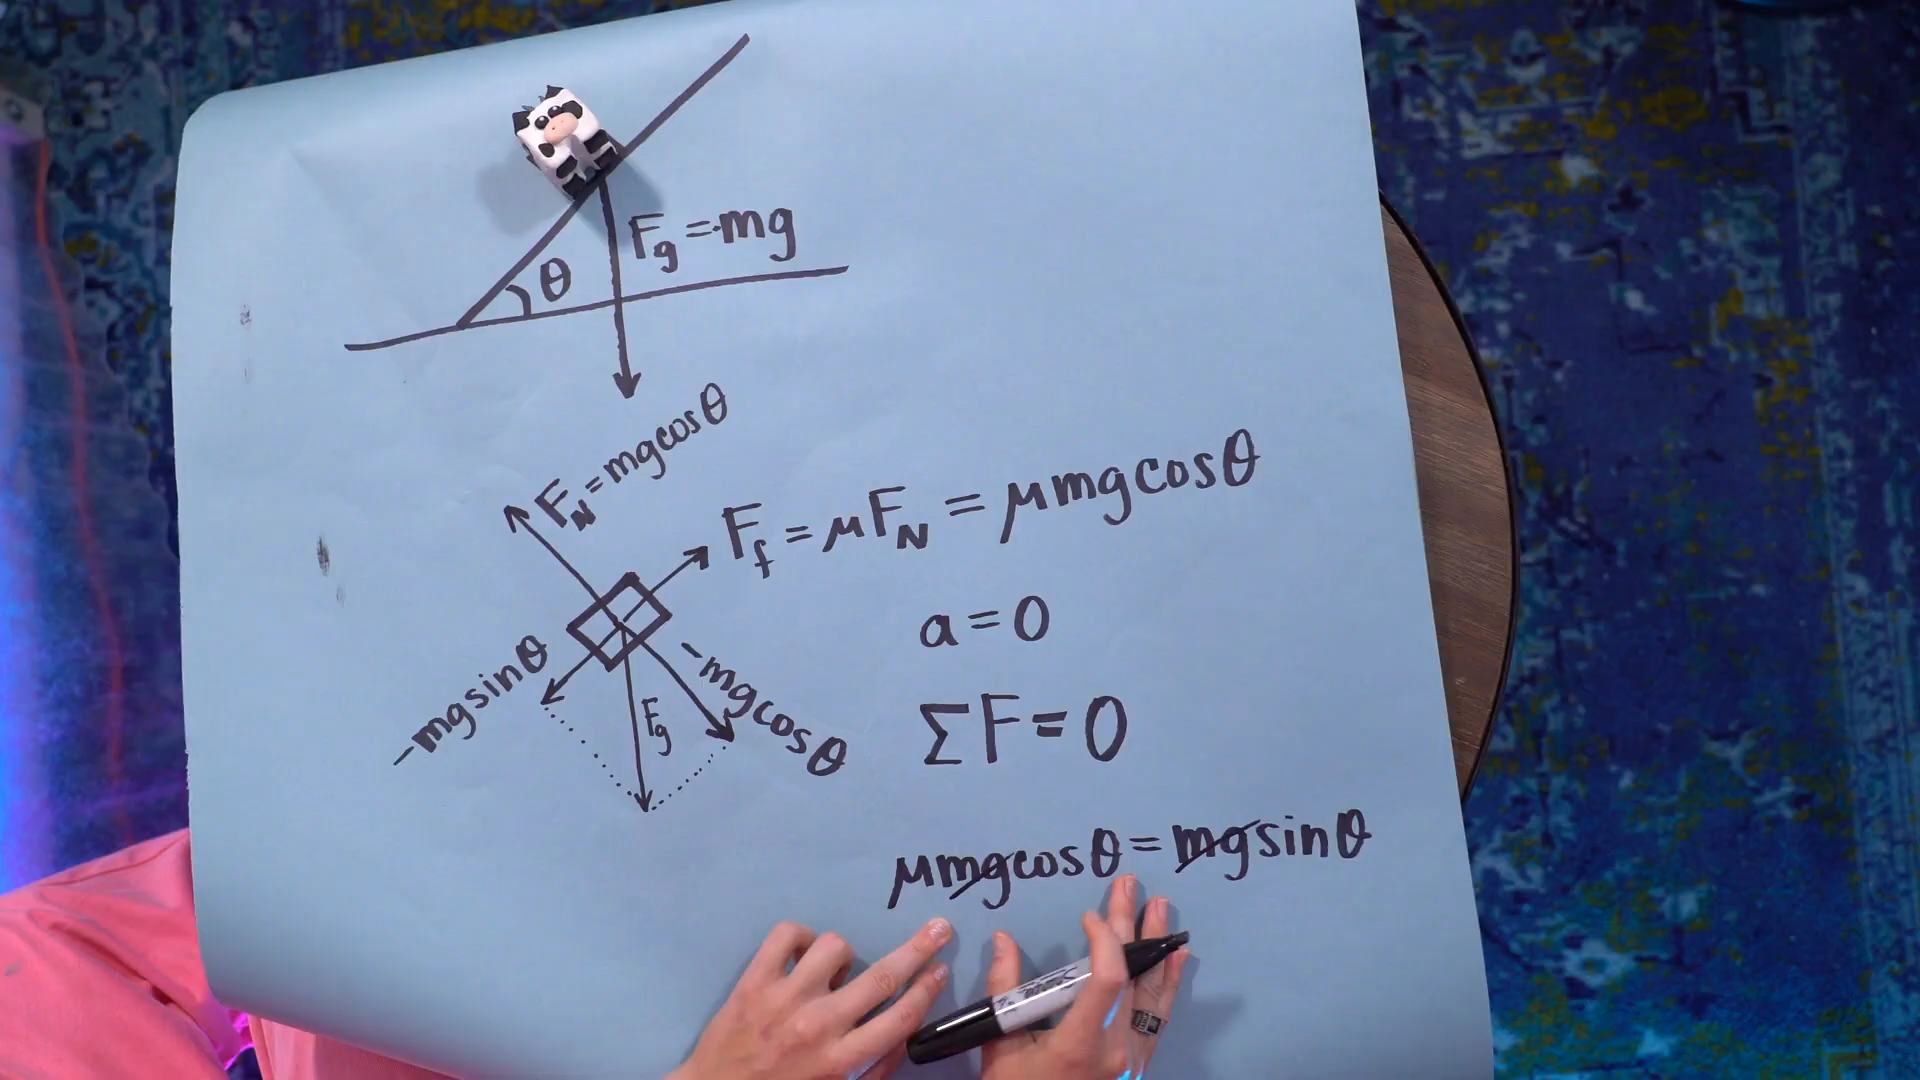 θ
Fg=-mg
FN=mgcosθ
Ff=μFN=μmgcosθ
a=0
-mgsinθ
Fg
-mgcosθ
ΣF=0
μmgcosθ=mgsinθ